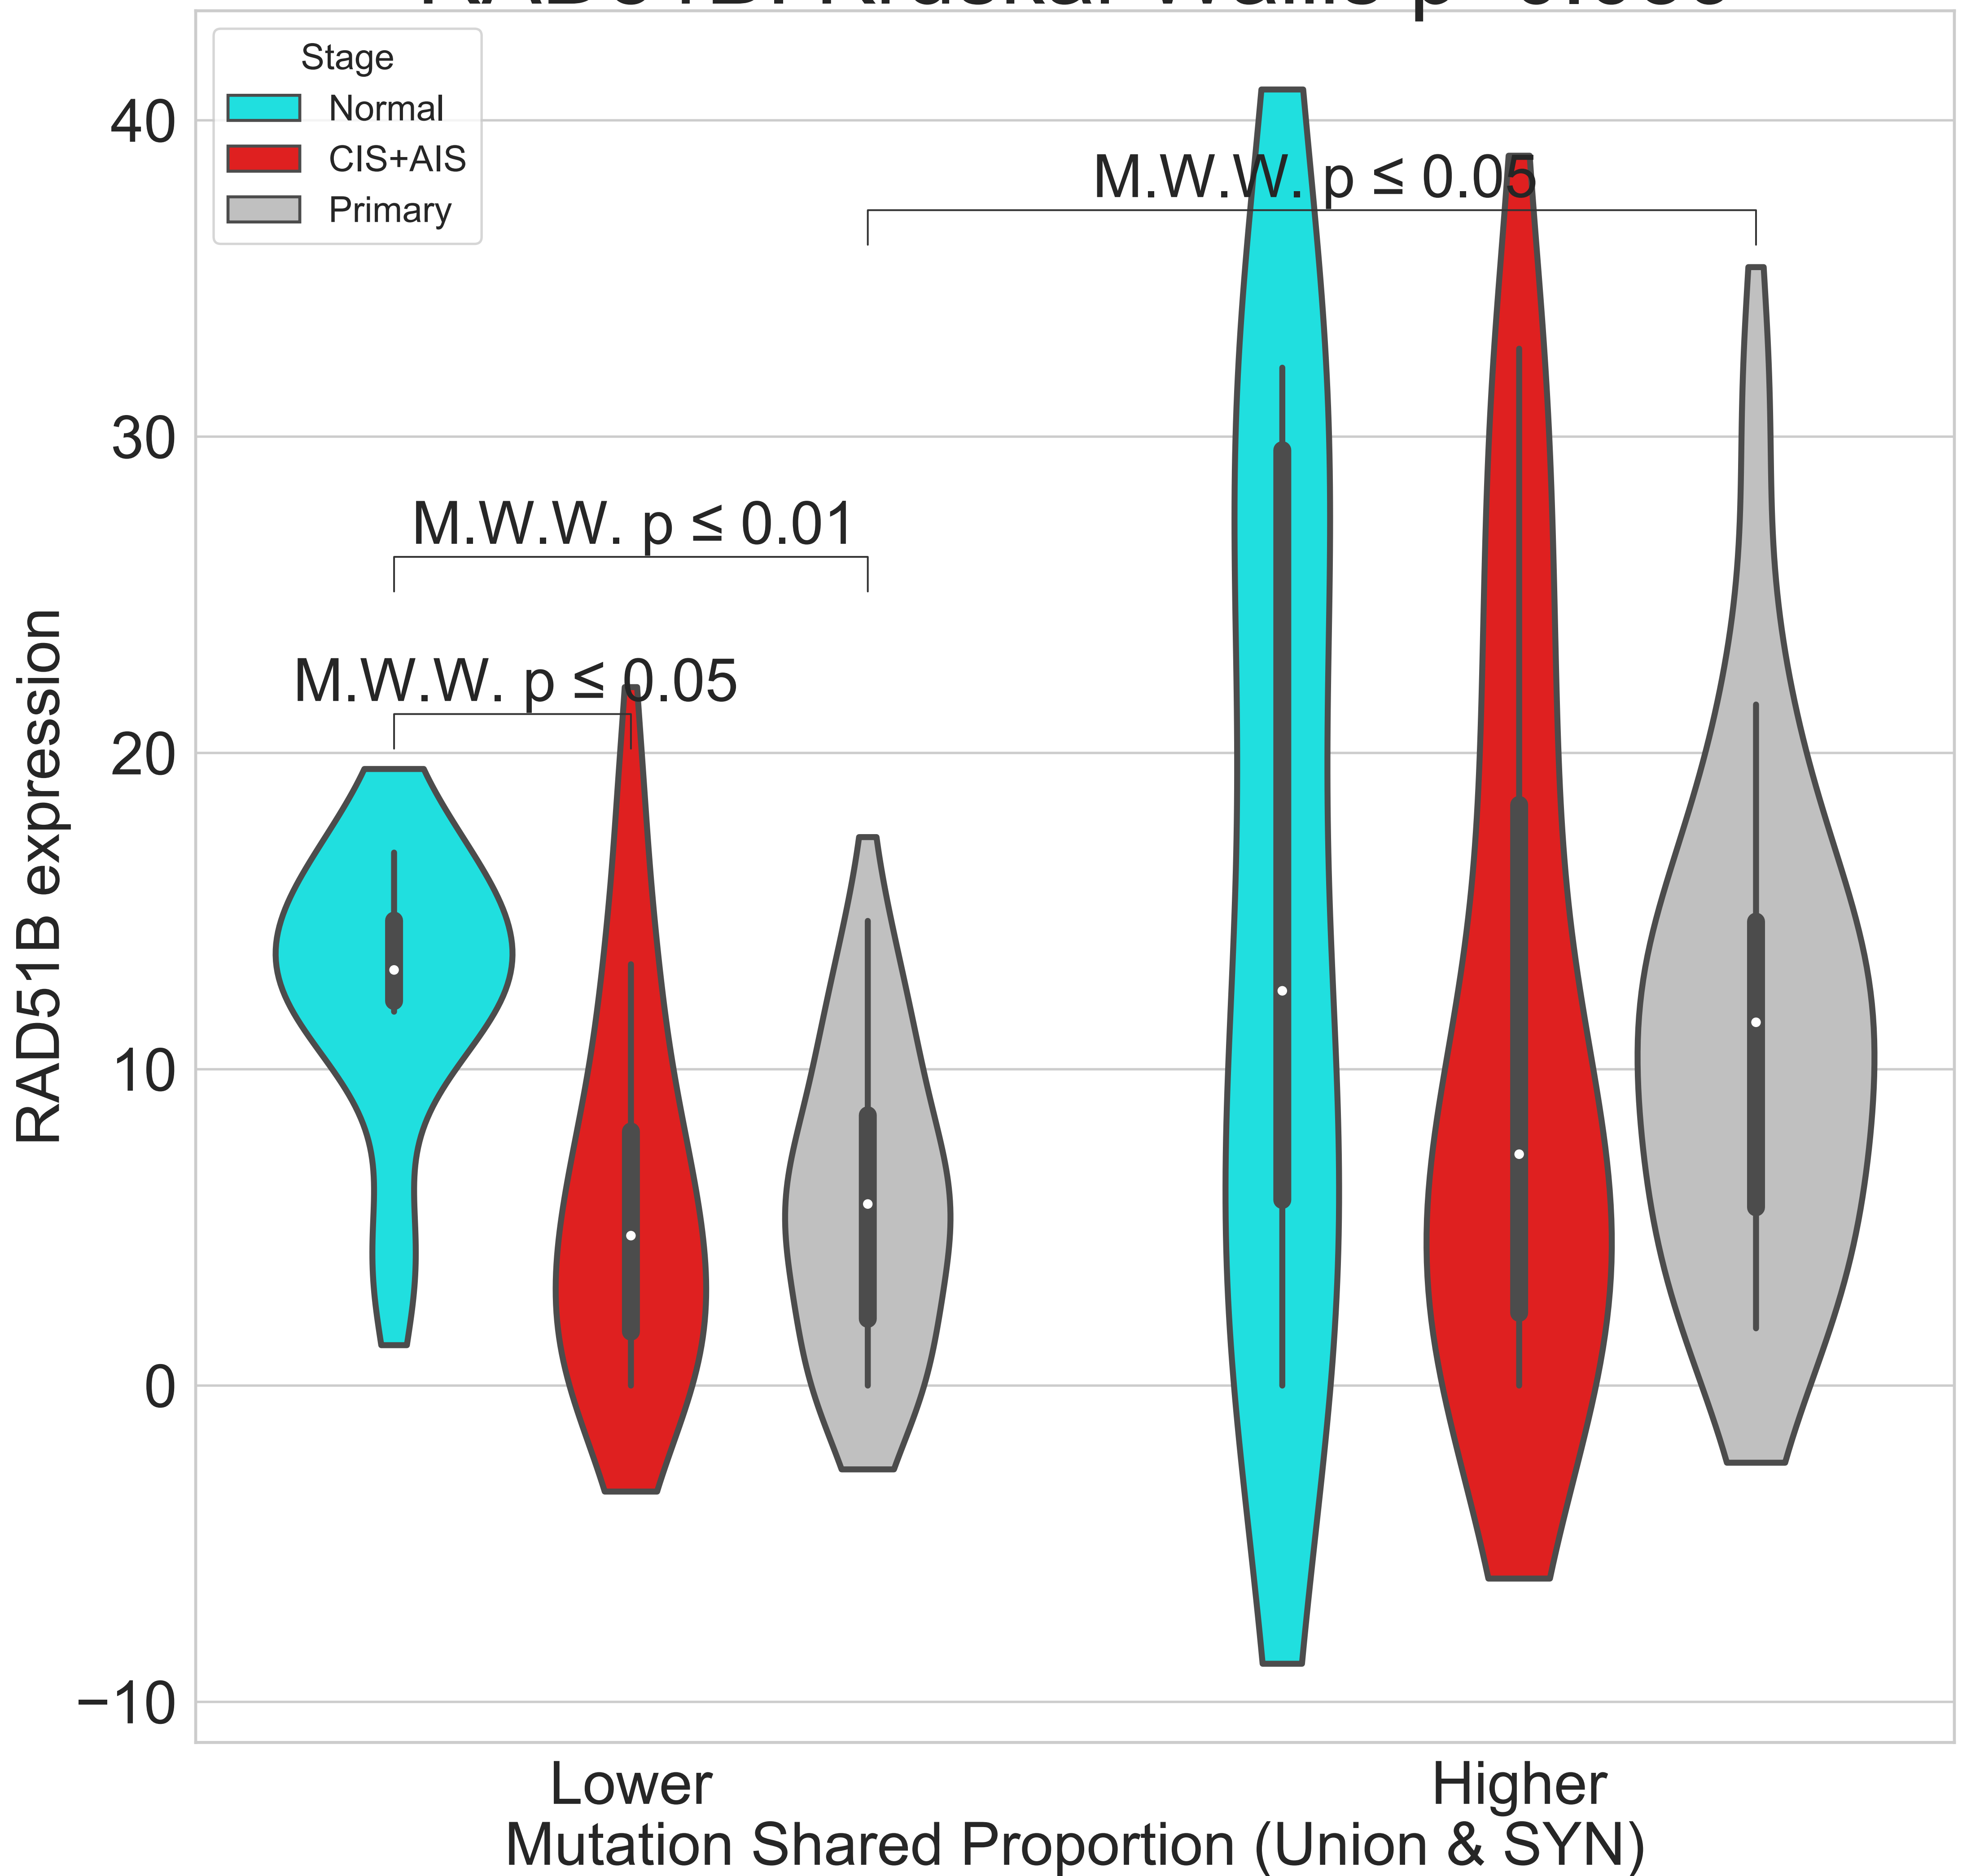 Stage
Normal
CIS+AIS
Primary
40
30
20
10
0
−10
RAD51B expression
M.W.W. p ≤ 0.05
M.W.W. p ≤ 0.01
M.W.W. p ≤ 0.05
Lower
Higher
Mutation Shared Proportion (Union & SYN)